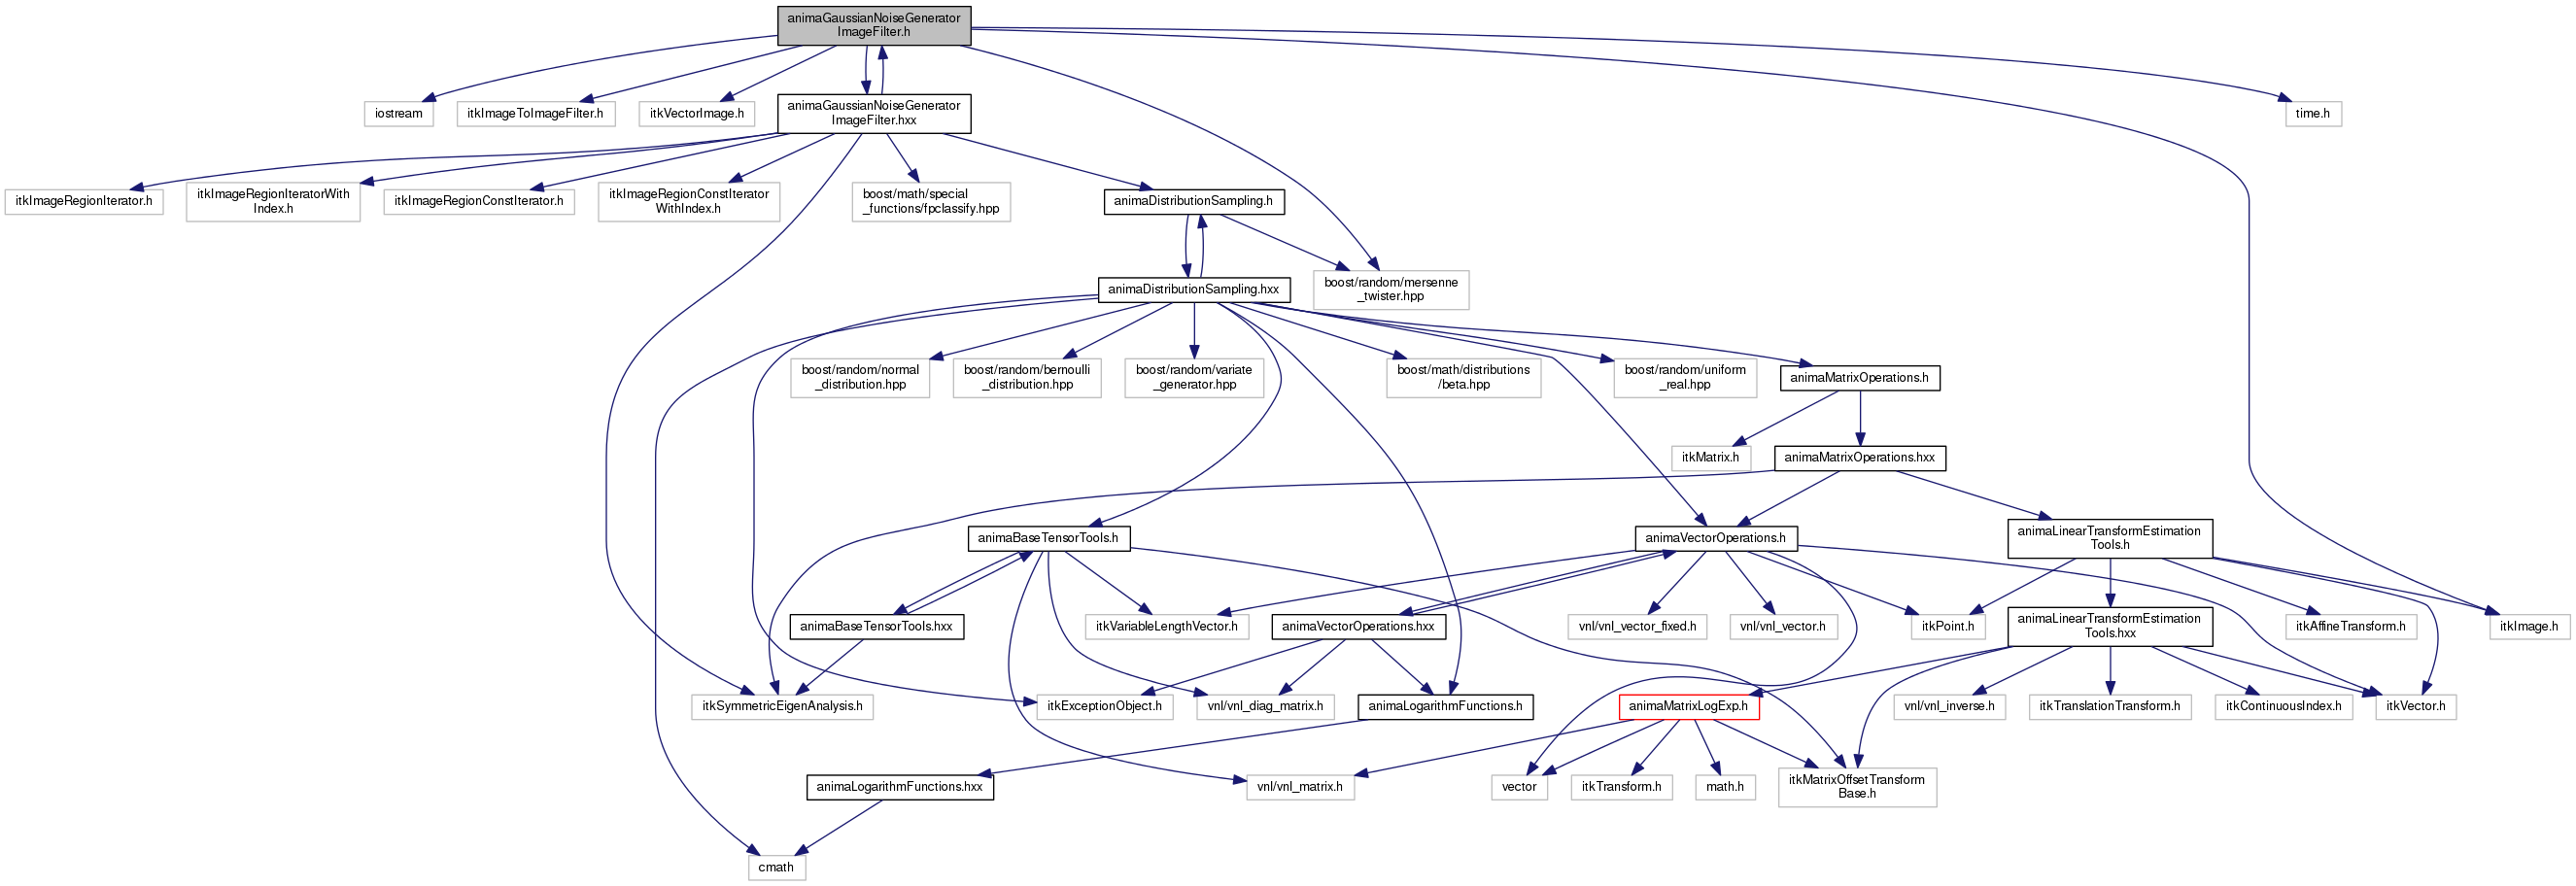 animaGaussianNoiseGenerator
ImageFilter.h
iostream
itkImageToImageFilter.h
itkVectorImage.h
animaGaussianNoiseGenerator
ImageFilter.hxx
time.h
itkImageRegionIterator.h
itkImageRegionIteratorWith
Index.h
itkImageRegionConstIterator.h
itkImageRegionConstIterator
WithIndex.h
boost/math/special
_functions/fpclassify.hpp
animaDistributionSampling.h
animaDistributionSampling.hxx
boost/random/mersenne
_twister.hpp
boost/random/normal
_distribution.hpp
boost/random/bernoulli
_distribution.hpp
boost/random/variate
_generator.hpp
boost/math/distributions
/beta.hpp
boost/random/uniform
_real.hpp
animaMatrixOperations.h
itkMatrix.h
animaMatrixOperations.hxx
animaBaseTensorTools.h
animaVectorOperations.h
animaLinearTransformEstimation
Tools.h
animaBaseTensorTools.hxx
itkVariableLengthVector.h
animaVectorOperations.hxx
vnl/vnl_vector_fixed.h
vnl/vnl_vector.h
itkPoint.h
animaLinearTransformEstimation
Tools.hxx
itkAffineTransform.h
itkImage.h
itkSymmetricEigenAnalysis.h
itkExceptionObject.h
vnl/vnl_diag_matrix.h
animaLogarithmFunctions.h
animaMatrixLogExp.h
vnl/vnl_inverse.h
itkTranslationTransform.h
itkContinuousIndex.h
itkVector.h
animaLogarithmFunctions.hxx
vnl/vnl_matrix.h
vector
itkTransform.h
math.h
itkMatrixOffsetTransform
Base.h
cmath